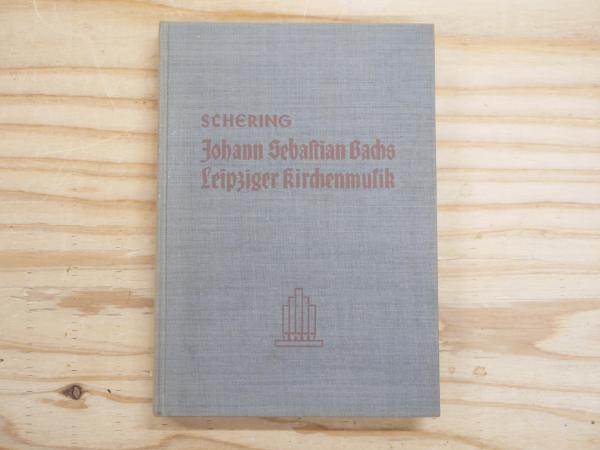 SCHERING
Johann Sebastian Bachs
Leipziger Kirchenmusik